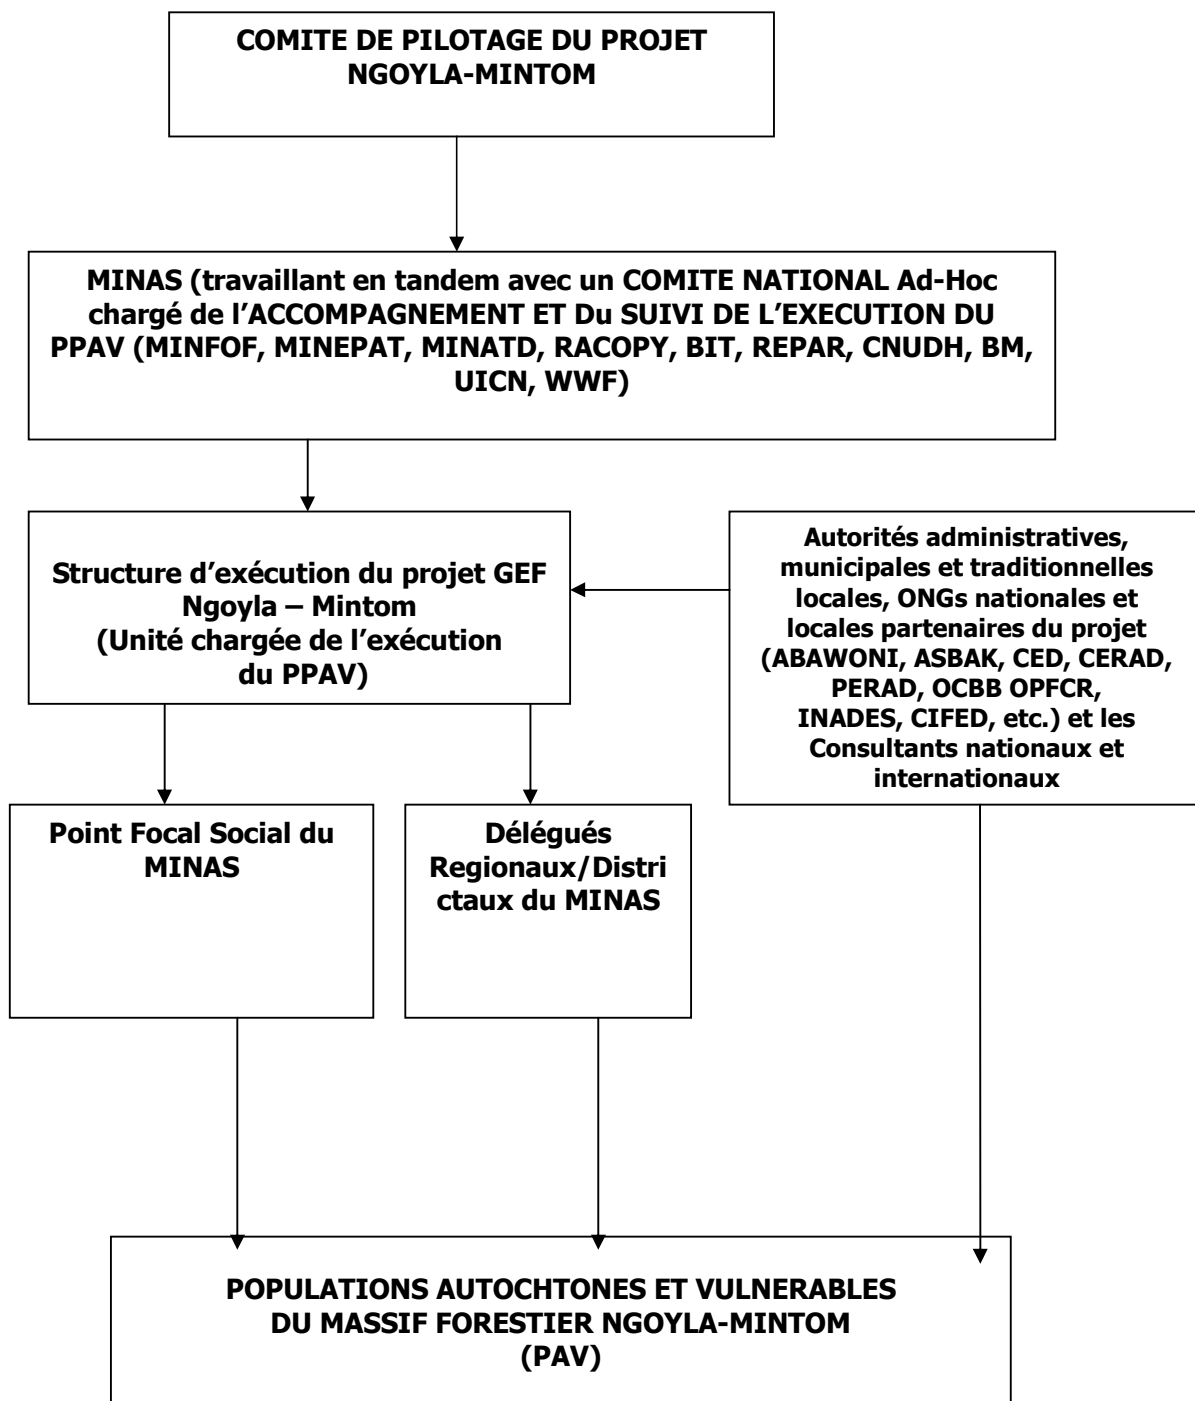 COMITE DE PILOTAGE DU PROJET
NGOYLA-MINTOM
MINAS (travaillant en tandem avec un COMITE NATIONAL Ad-Hoc
chargé de l’ACCOMPAGNEMENT ET Du SUIVI DE L’EXECUTION DU
PPAV (MINFOF, MINEPAT, MINATD, RACOPY, BIT, REPAR, CNUDH, BM,
UICN, WWF)
Structure d’exécution du projet GEF
Ngoyla – Mintom
(Unité chargée de l’exécution
du PPAV)
Autorités administratives,
municipales et traditionnelles
locales, ONGs nationales et
locales partenaires du projet
(ABAWONI, ASBAK, CED, CERAD,
PERAD, OCBB OPFCR,
INADES, CIFED, etc.) et les
Consultants nationaux et
internationaux
Point Focal Social du
MINAS
Délégués
Regionaux/Distri
ctaux du MINAS
POPULATIONS AUTOCHTONES ET VULNERABLES
DU MASSIF FORESTIER NGOYLA-MINTOM
(PAV)